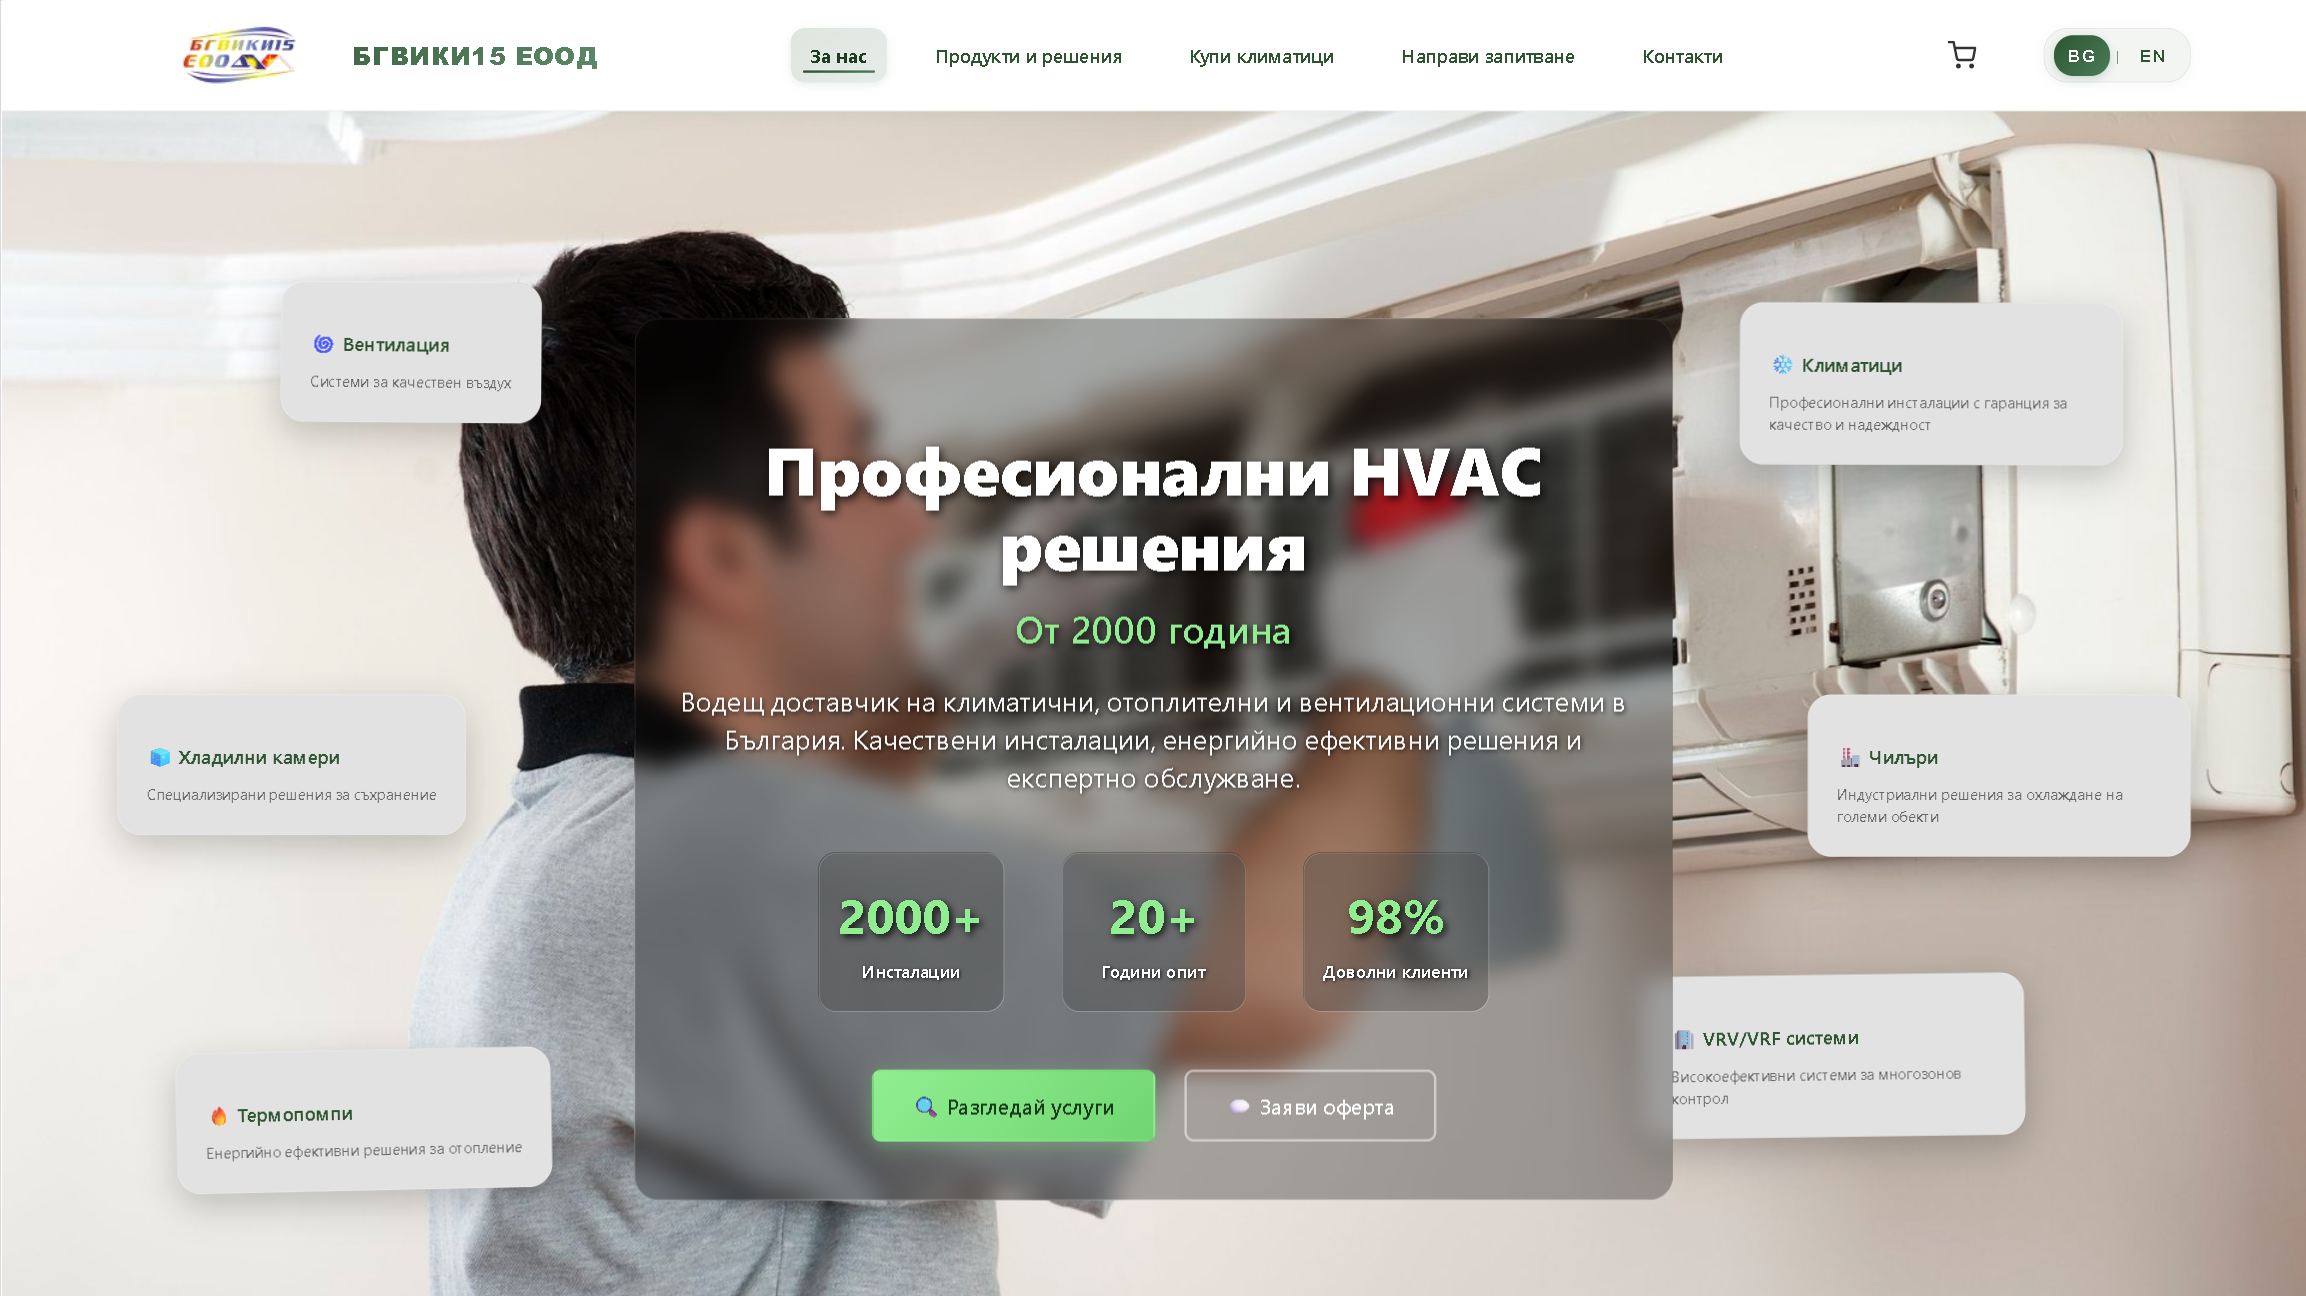 БГВИКИ15
ЕООД
БГВИКИ15 ЕООД
За нас
Продукти и решения
Купи климатици
Направи запитване
Контакти
BG | EN
Вентилация
Системи за качествен въздух
Климатици
Професионални инсталации с гаранция за
качество и надеждност
Професионални HVAC
решения
От 2000 година
Водещ доставчик на климатични, отоплителни и вентилационни системи в
България. Качествени инсталации, енергийно ефективни решения и
експертно обслужване.
Хладилни камери
Специализирани решения за съхранение
Чилъри
Индустриални решения за охлаждане на
големи обекти
2000+
Инсталации
20+
Години опит
98%
Доволни клиенти
Термопомпи
Енергийно ефективни решения за отопление
VRV/VRF системи
Високоефективни системи за многозонов
контрол
Разгледай услуги
Заяви оферта